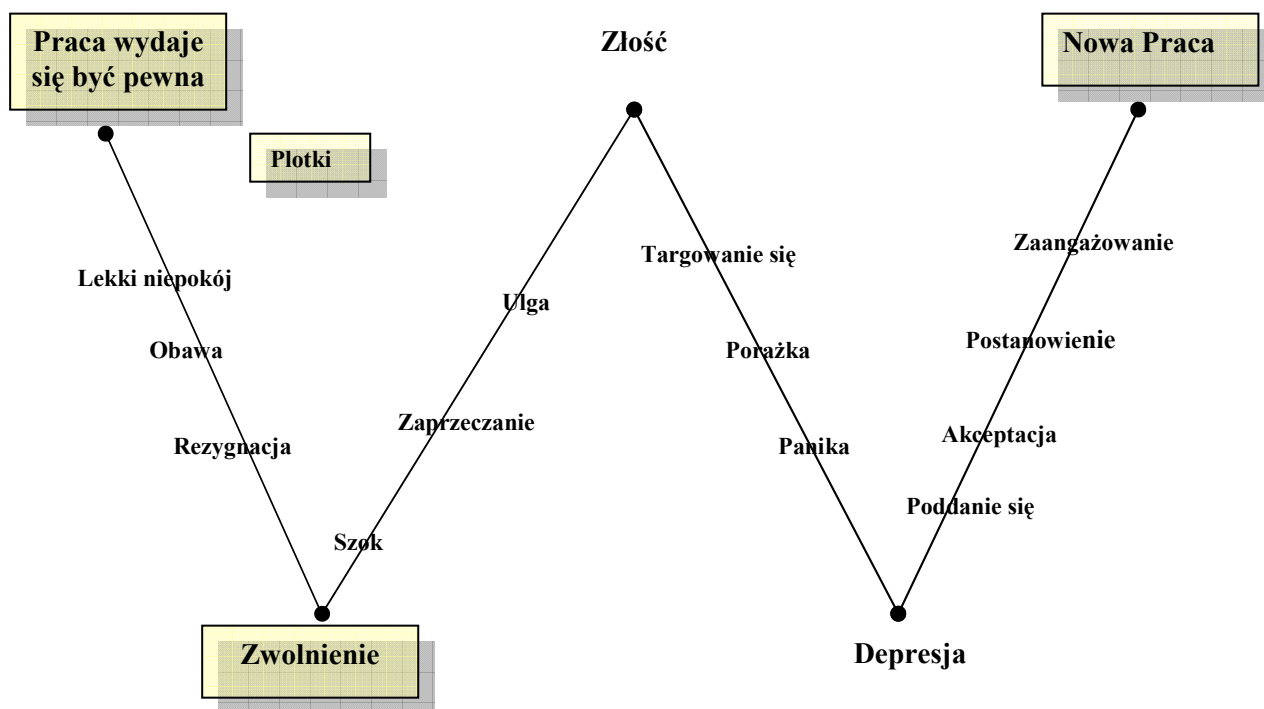 Praca wydaje
się być pewna
Złość
Nowa Praca
Plotki
Lekki niepokój
Obawa
Rezygnacja
Zwolnienie
Szok
Zaprzeczanie
Ulga
Targowanie się
Porażka
Panika
Depresja
Poddanie się
Akceptacja
Postanowienie
Zaangażowanie